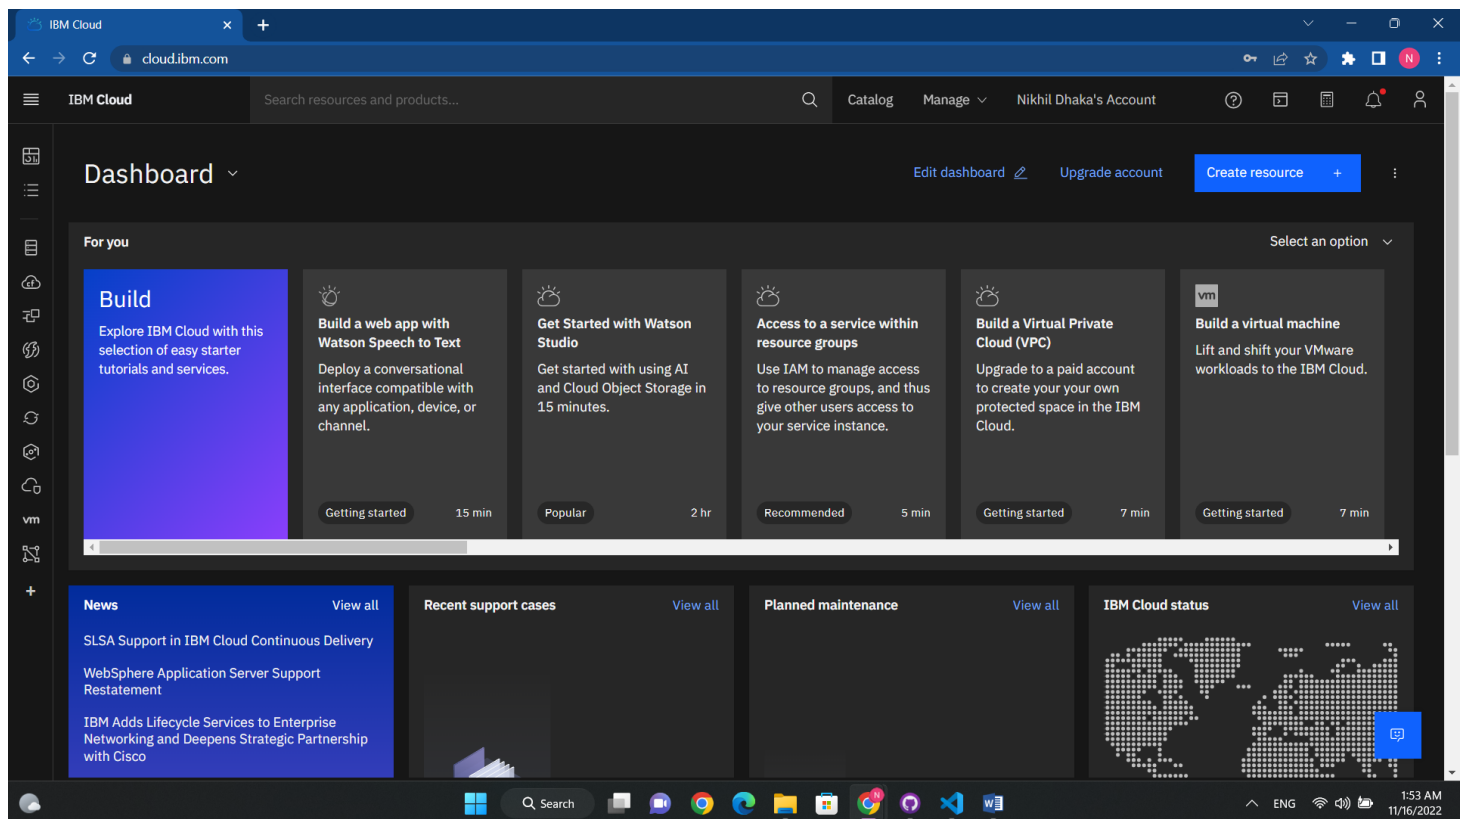 IBM Cloud
cloud.ibm.com
N
IBM Cloud
Search resources and products...
Catalog
Manage
Nikhil Dhaka's Account
Dashboard
Edit dashboard
Upgrade account
Create resource +
For you
Select an option
Build
Explore IBM Cloud with this
selection of easy starter
tutorials and services.
Build a web app with
Watson Speech to Text
Deploy a conversational
interface compatible with
any application, device, or
channel.
Getting started
15 min
Get Started with Watson
Studio
Get started with using AI
and Cloud Object Storage in
15 minutes.
Popular
2 hr
Access to a service within
resource groups
Use IAM to manage access
to resource groups, and thus
give other users access to
your service instance.
Recommended
5 min
Build a Virtual Private
Cloud (VPC)
Upgrade to a paid account
to create your your own
protected space in the IBM
Cloud.
Getting started
7 min
vm
Build a virtual machine
Lift and shift your VMware
workloads to the IBM Cloud.
Getting started
7 min
vm
News
View all
SLSA Support in IBM Cloud Continuous Delivery
WebSphere Application Server Support
Restatement
IBM Adds Lifecycle Services to Enterprise
Networking and Deepens Strategic Partnership
with Cisco
Recent support cases
View all
Planned maintenance
View all
IBM Cloud status
View all
Search
N
ENG
1:53 AM
11/16/2022